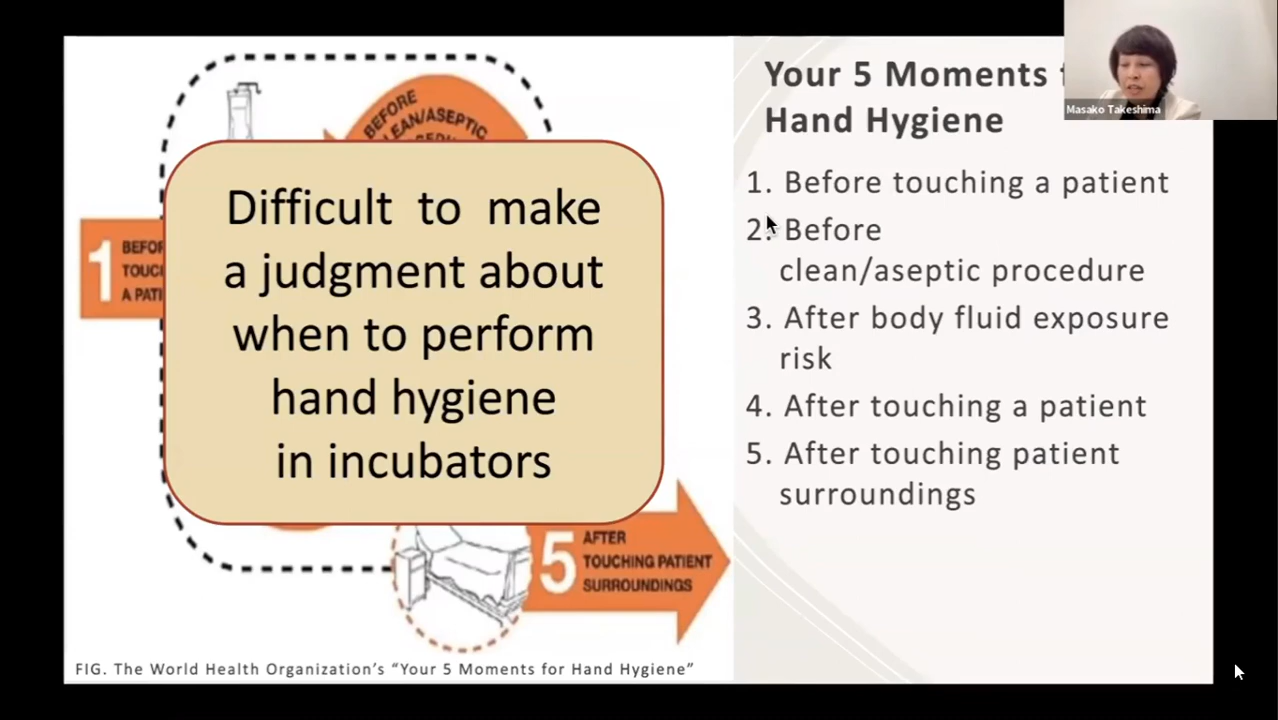 Your 5 Moments
Hand Hygiene
Masako Takeshima
1. Before touching a patient
2. Before
clean/aseptic procedure
3. After body fluid exposure
risk
4. After touching a patient
5. After touching patient
surroundings
BEFORE
CLEAN/ASEPTIC
1
BEFOR
TOUCH
A PATI
Difficult to make
a judgment about
when to perform
hand hygiene
in incubators
5
AFTER
TOUCHING PATIENT
SURROUNDINGS
FIG. The World Health Organization's “Your 5 Moments for Hand Hygiene”